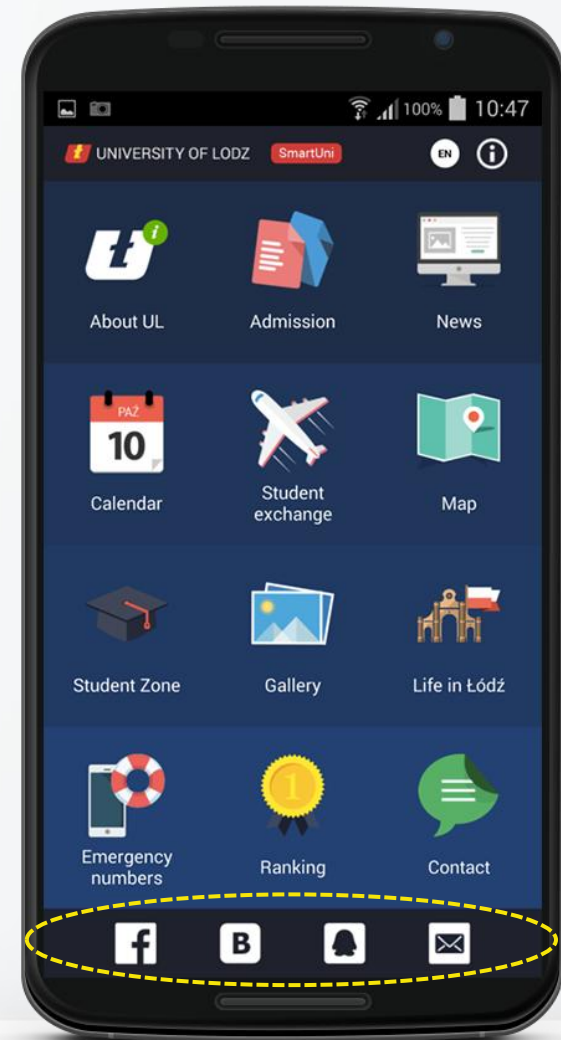 100% 10:47
UNIVERSITY OF LODZ SmartUni EN i
i
About UL Admission News
PAŹ
10
Calendar Student exchange Map
Student Zone Gallery Life in Łódź
1
Emergency numbers Ranking Contact
f B